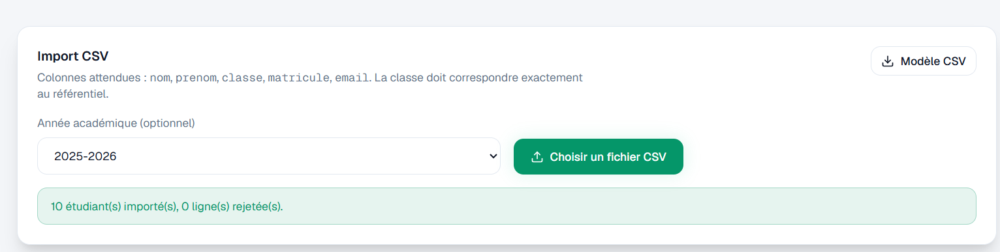 Import CSV
Modèle CSV
Colonnes attendues : nom, prenom, classe, matricule, email. La classe doit correspondre exactement
au référentiel.
Année académique (optionnel)
2025-2026
Choisir un fichier CSV
10 étudiant(s) importé(s), 0 ligne(s) rejetée(s).